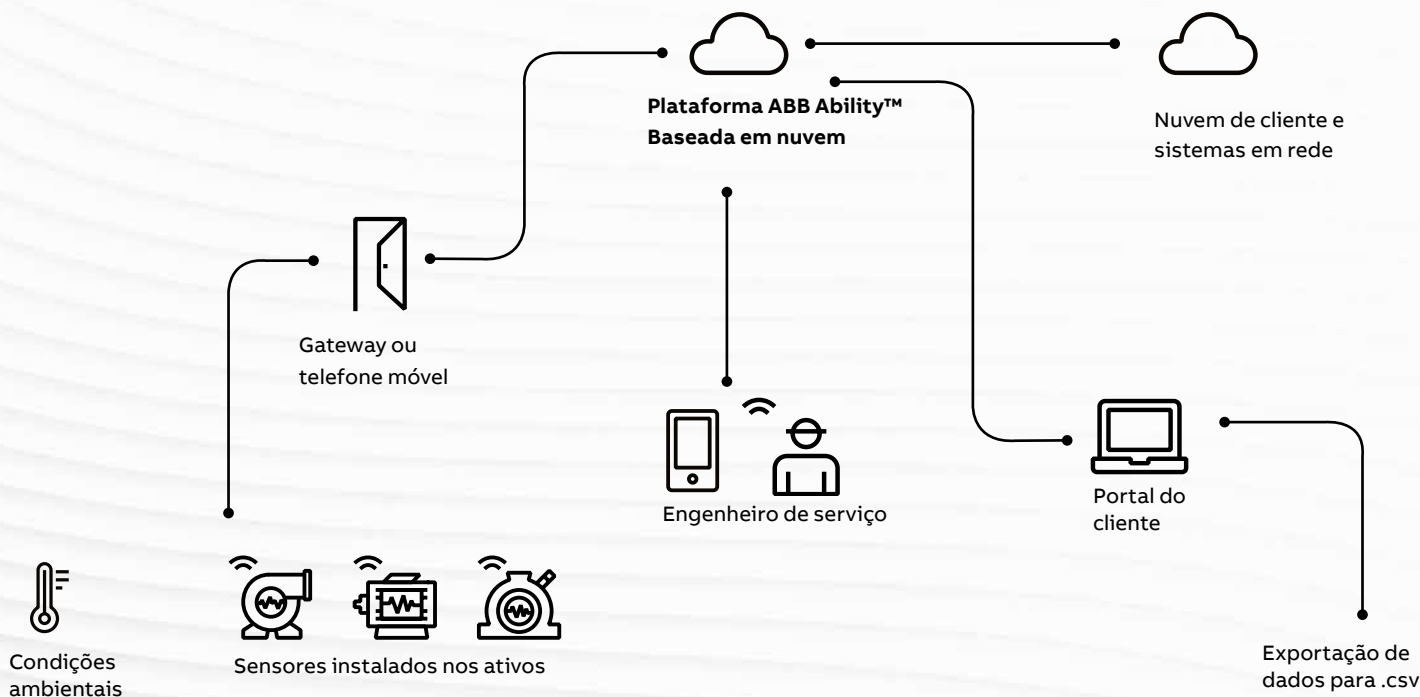 Plataforma ABB Ability™
Baseada em nuvem
Nuvem de cliente e
sistemas em rede
Gateway ou
telefone móvel
Engenheiro de serviço
Portal do
cliente
Condições
ambientais
Sensores instalados nos ativos
Exportação de
dados para .csv